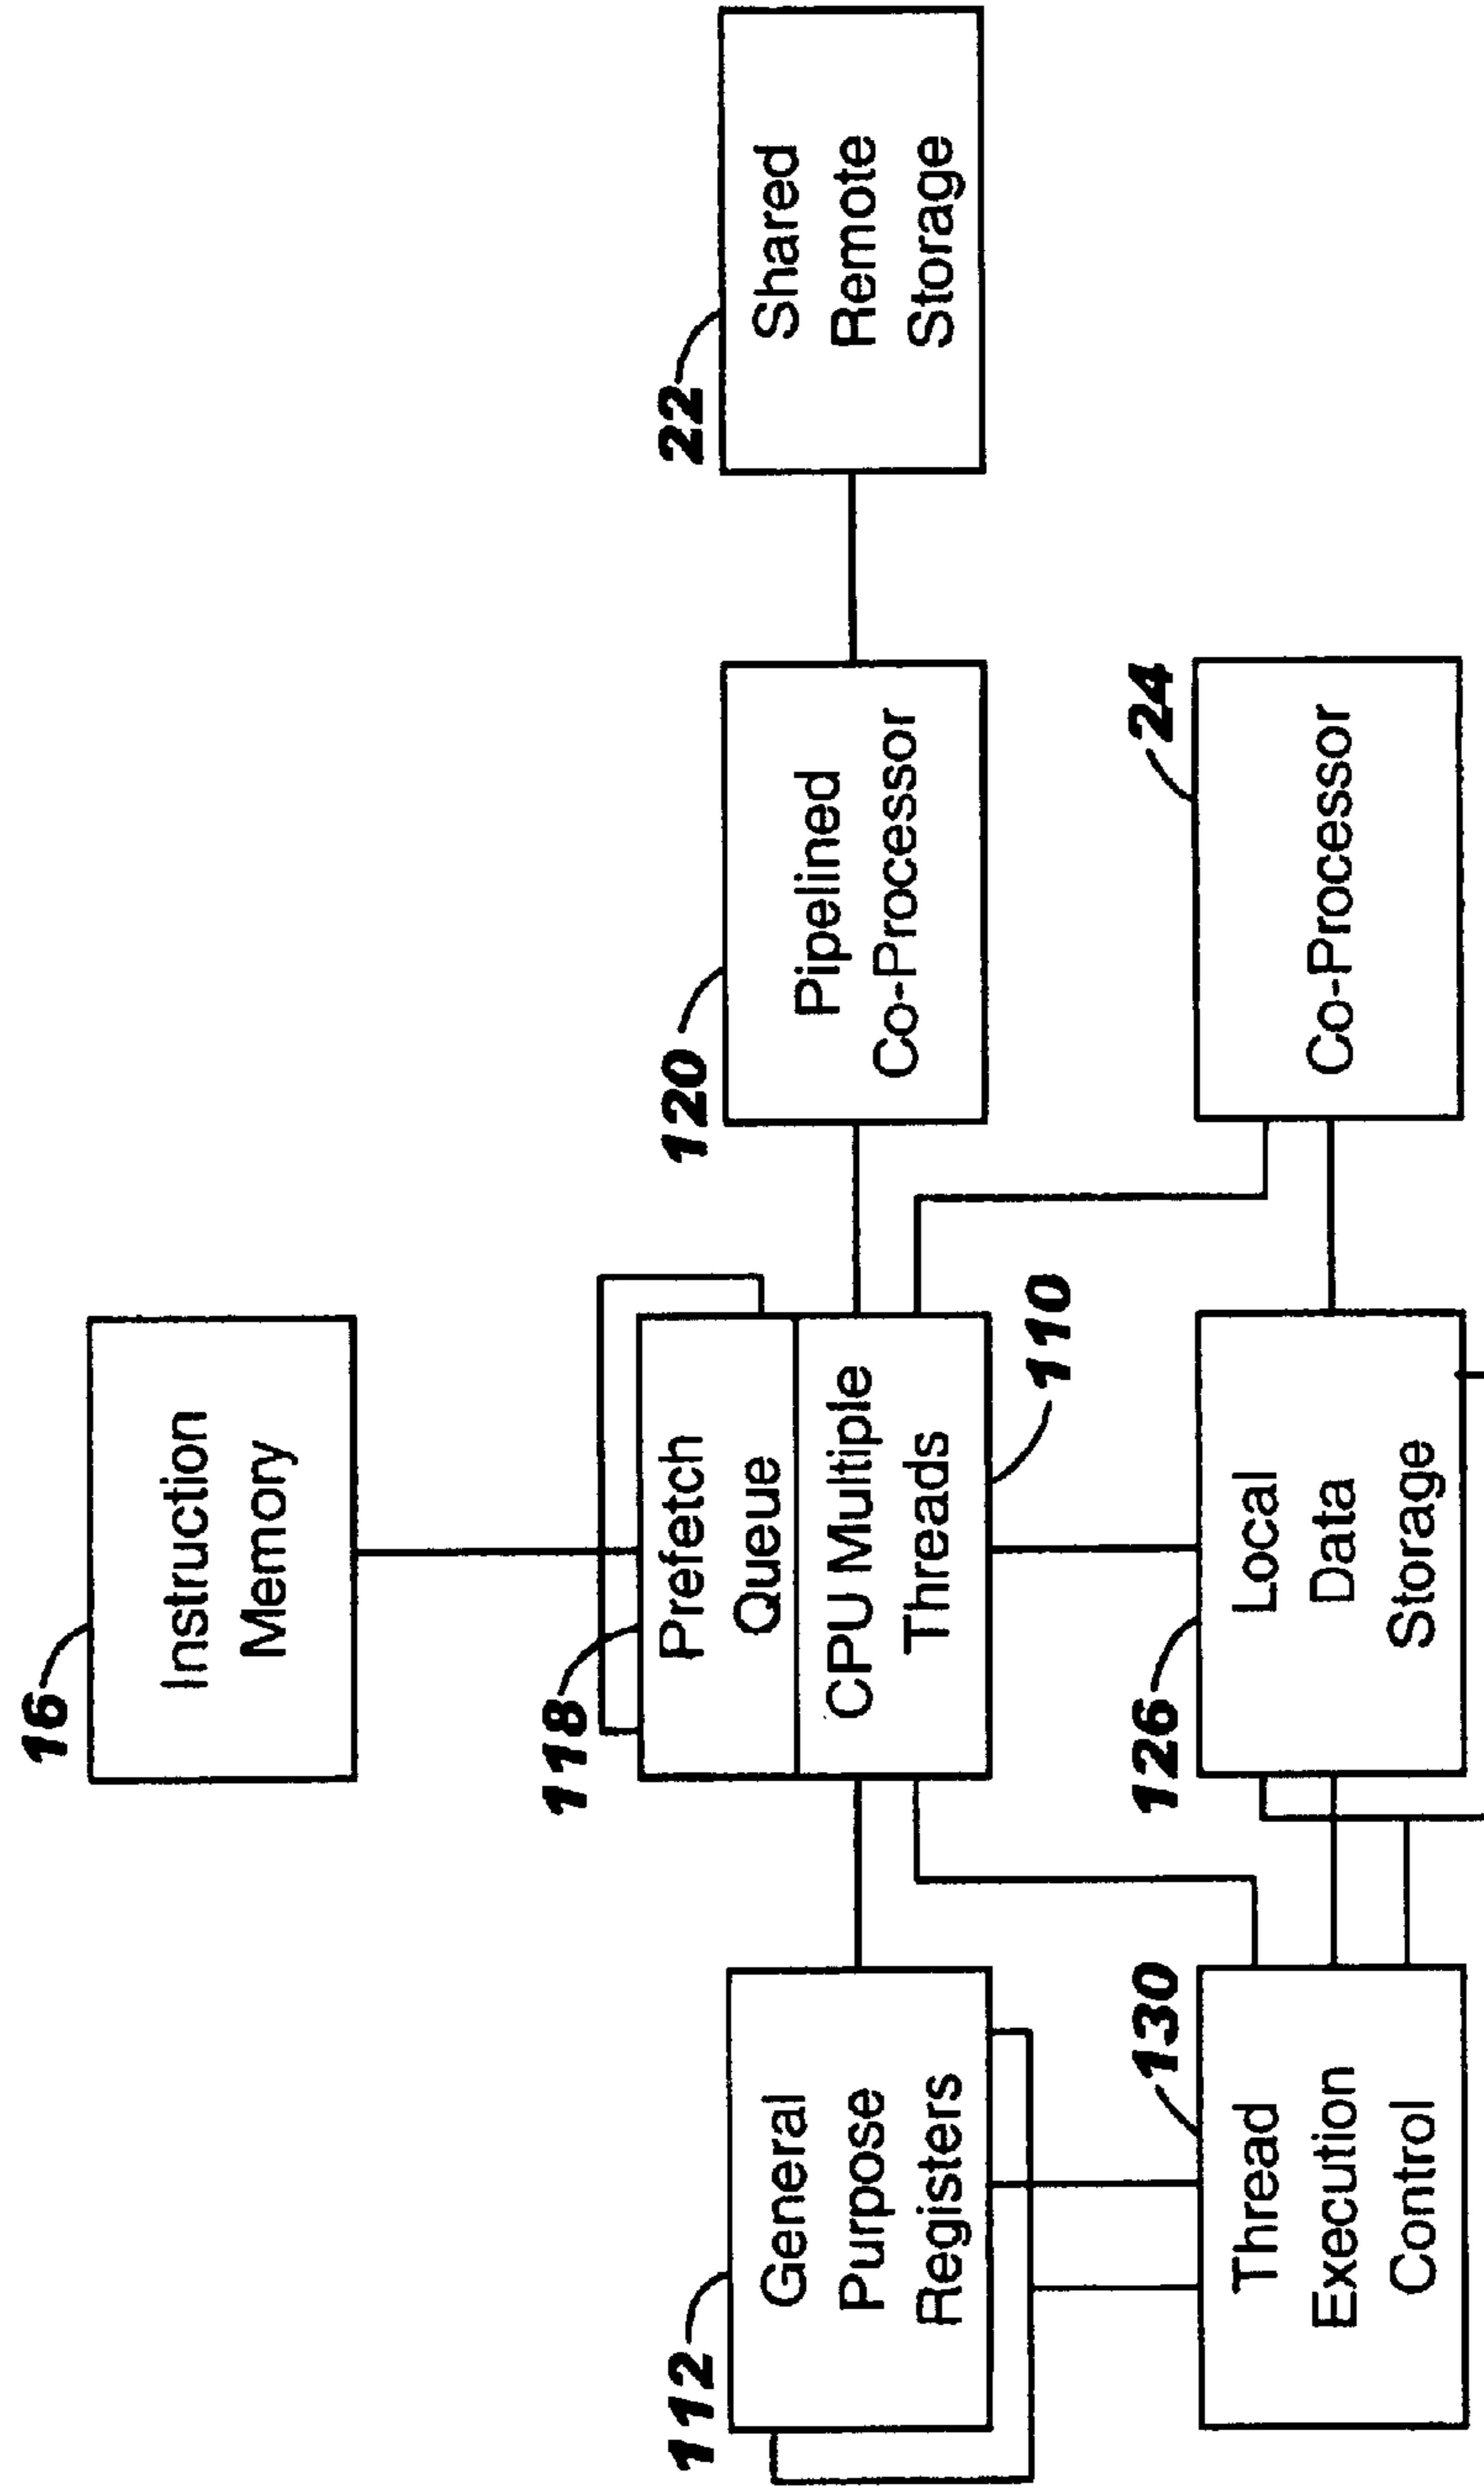 16
Instruction
Memory
118
Prefetch
Queue
CPU Multiple
Threads
110
112
General
Purpose
Registers
120
Pipelined
Co-Processor
22
Shared
Remote
Storage
130
Thread
Execution
Control
126
Local
Data
Storage
24
Co-Processor